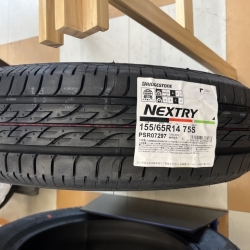 BRIDGESTONE
NEXTRY
155/65R14 75S
PSR07297